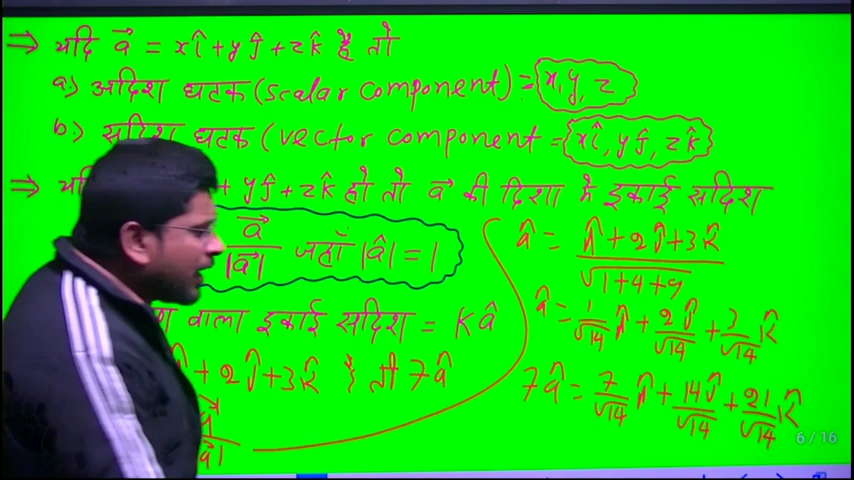 ⇒ यदि a⃗ = xî+yĵ+zk̂ है तो
a) अदिश घटक (scalar component) = x, y, z
b) सदिश घटक (vector component = xî, yĵ, zk̂
⇒ + yĵ+zk̂ हो तो a⃗ की दिशा में इकाई सदिश
a⃗/|a⃗| जहाँ |â| = 1
वाला इकाई सदिश = Kâ
+ 2ĵ+3k̂ } तो 7â
â = (î+2ĵ+3k̂)/√1+4+9
â = 1/√14 î + 2ĵ/√14 + 3/√14 k̂
7â = 7/√14 î + 14ĵ/√14 + 21/√14 k̂
6/16